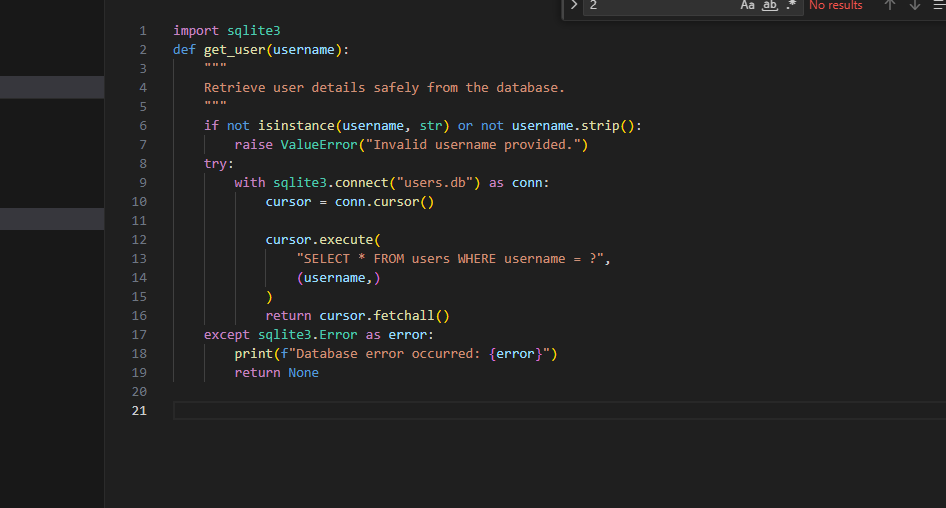 2 Aa ab .* No results
1 import sqlite3
2 def get_user(username):
3 """
4 Retrieve user details safely from the database.
5 """
6 if not isinstance(username, str) or not username.strip():
7 raise ValueError("Invalid username provided.")
8 try:
9 with sqlite3.connect("users.db") as conn:
10 cursor = conn.cursor()
11
12 cursor.execute(
13 "SELECT * FROM users WHERE username = ?",
14 (username,)
15 )
16 return cursor.fetchall()
17 except sqlite3.Error as error:
18 print(f"Database error occurred: {error}")
19 return None
20
21